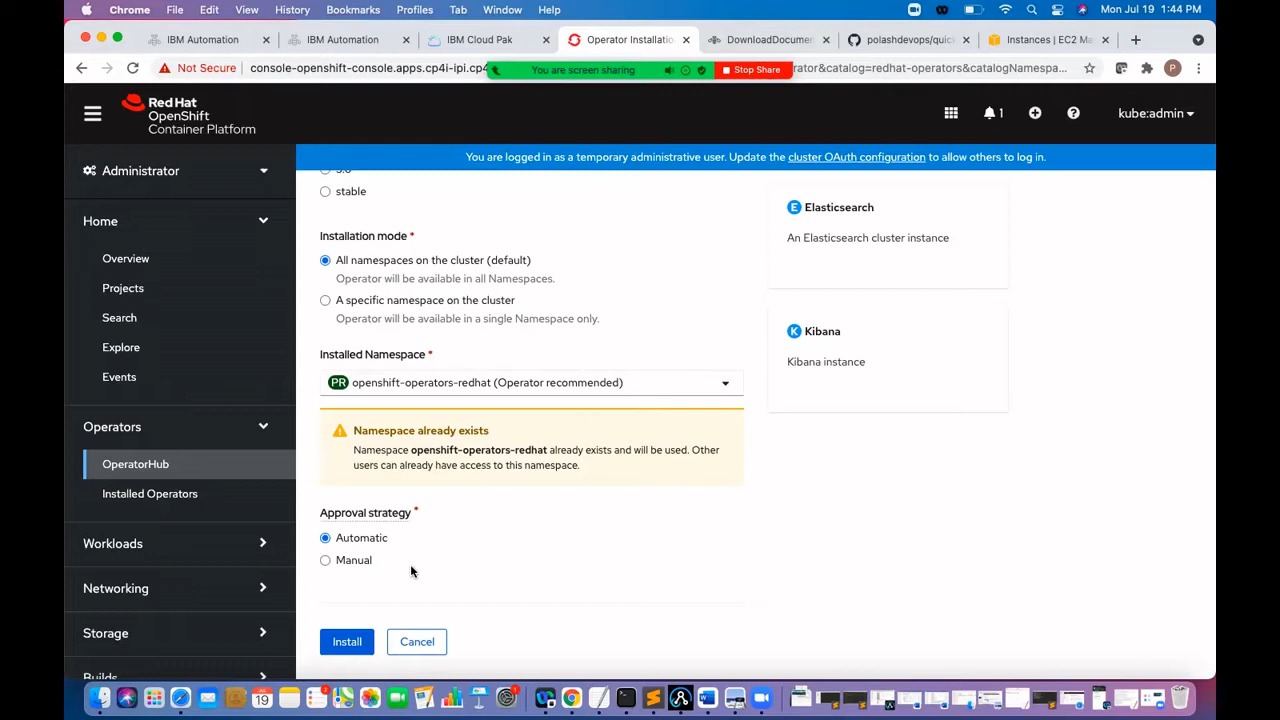 Chrome File Edit View History Bookmarks Profiles Tab Window Help Mon Jul 19 1:44 PM
IBM Automation IBM Automation IBM Cloud Pak Operator Installatio DownloadDocumen polashdevops/quick Instances | EC2 Ma
Not Secure console-openshift-console.apps.cp4i-ipi.cp4 You are screen sharing Stop Share rator&catalog=redhat-operators&catalogNamespa...
Red Hat
OpenShift
Container Platform
1
kube:admin
You are logged in as a temporary administrative user. Update the cluster OAuth configuration to allow others to log in.
Administrator
Home
Overview
Projects
Search
Explore
Events
Operators
OperatorHub
Installed Operators
Workloads
Networking
Storage
Builds
stable
Installation mode *
All namespaces on the cluster (default)
Operator will be available in all Namespaces.
A specific namespace on the cluster
Operator will be available in a single Namespace only.
Installed Namespace *
PR openshift-operators-redhat (Operator recommended)
Namespace already exists
Namespace openshift-operators-redhat already exists and will be used. Other
users can already have access to this namespace.
Approval strategy *
Automatic
Manual
Install Cancel
E Elasticsearch
An Elasticsearch cluster instance
K Kibana
Kibana instance